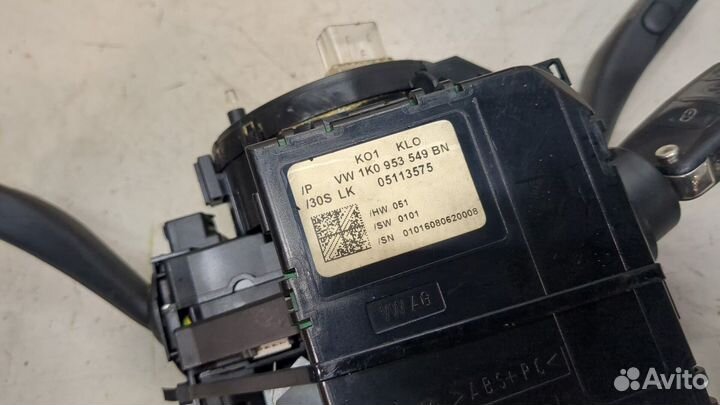 KO1 KLO
/P VW 1K0 953 549 BN
/30S LK 05113575
/HW 051
/SW 0101
/SN 01016080620008
>ABS+PC<
Avito